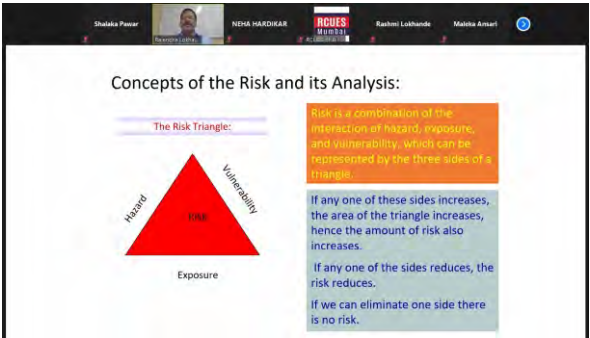 Shalaka Pawar
NEHA HARDIKAR
RCUES
Mumbai
Rashmi Lokhande
Maleka Ansari
Concepts of the Risk and its Analysis:
The Risk Triangle:
Hazard
Vulnerability
RISK
Exposure
Risk is a combination of the
interaction of hazard, exposure,
and vulnerability, which can be
represented by the three sides of a
triangle.
If any one of these sides increases,
the area of the triangle increases,
hence the amount of risk also
increases.
If any one of the sides reduces, the
risk reduces.
If we can eliminate one side there
is no risk.